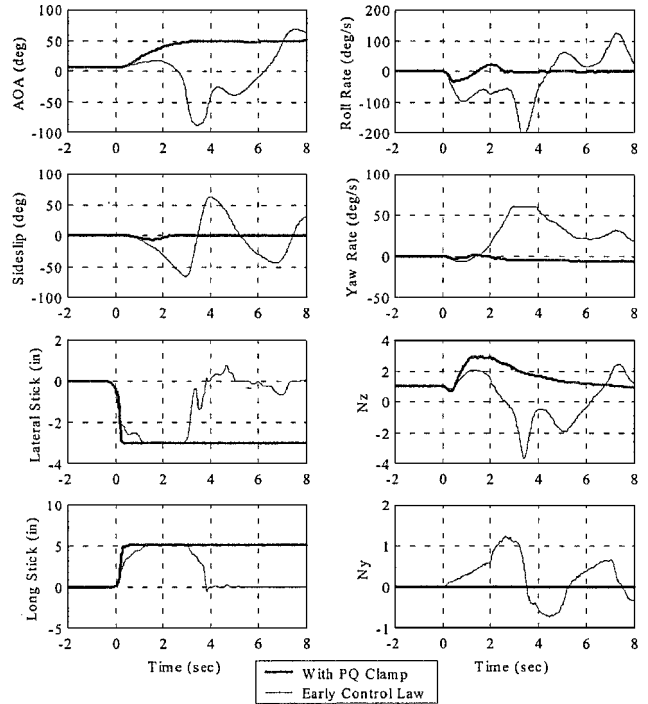 AOA (deg)
100
50
0
-50
-100
-2 0 2 4 6 8
Roll Rate (deg/s)
200
100
0
-100
-200
-2 0 2 4 6 8
Sideslip (deg)
100
50
0
-50
-100
-2 0 2 4 6 8
Yaw Rate (deg/s)
100
50
0
-50
-2 0 2 4 6 8
Lateral Stick (in)
2
0
-2
-4
-2 0 2 4 6 8
Nz
4
2
0
-2
-4
-2 0 2 4 6 8
Long Stick (in)
10
5
0
-5
-2 0 2 4 6 8
Time (sec)
Ny
2
1
0
-1
-2 0 2 4 6 8
Time (sec)
With PQ Clamp
Early Control Law